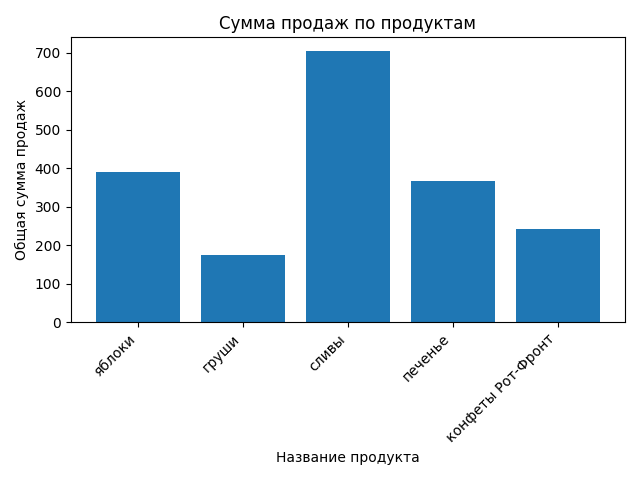 Сумма продаж по продуктам
Общая сумма продаж
700
600
500
400
300
200
100
0
яблоки
груши
сливы
печенье
конфеты Рот-Фронт
Название продукта